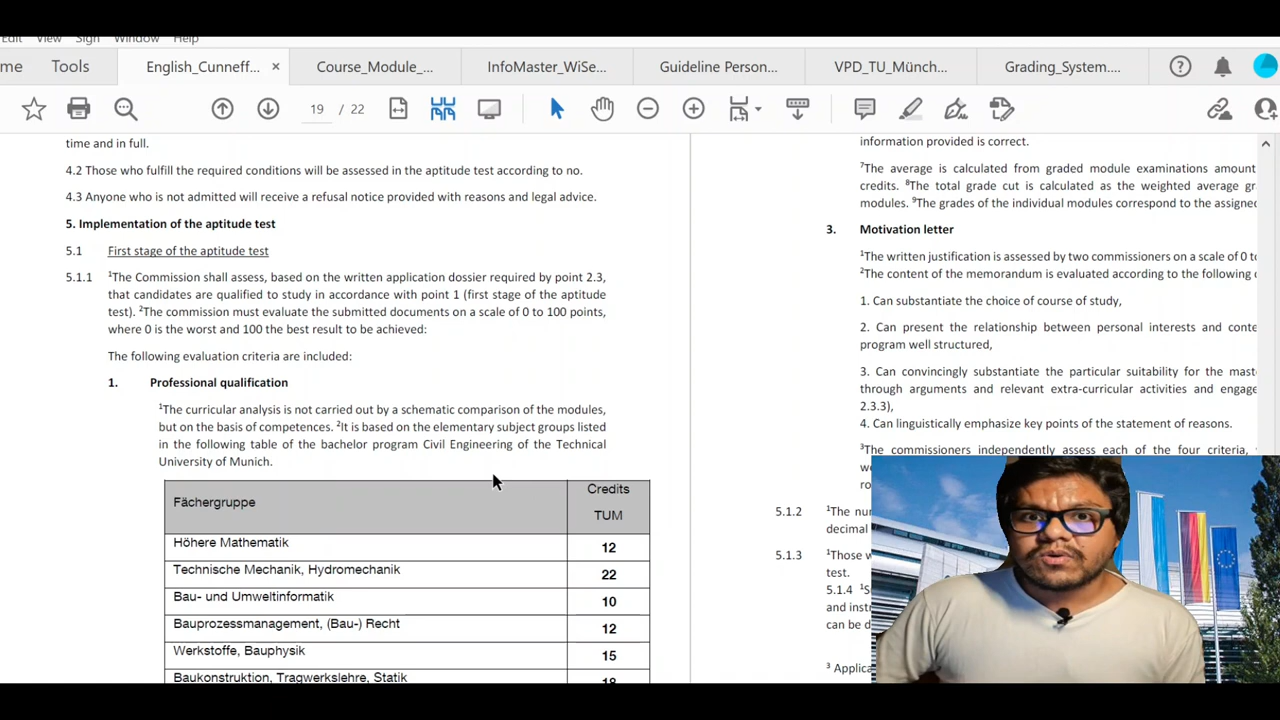 Edit View Sign Window Help
English_Cunneff... × Course_Module_... InfoMaster_WiSe... Guideline Person... VPD_TU_Münch... Grading_System....
Tools
19 / 22
time and in full.
4.2 Those who fulfill the required conditions will be assessed in the aptitude test according to no.
4.3 Anyone who is not admitted will receive a refusal notice provided with reasons and legal advice.
5. Implementation of the aptitude test
5.1 First stage of the aptitude test
5.1.1 ¹The Commission shall assess, based on the written application dossier required by point 2.3,
that candidates are qualified to study in accordance with point 1 (first stage of the aptitude
test). ²The commission must evaluate the submitted documents on a scale of 0 to 100 points,
where 0 is the worst and 100 the best result to be achieved:
The following evaluation criteria are included:
1. Professional qualification
¹The curricular analysis is not carried out by a schematic comparison of the modules,
but on the basis of competences. ²It is based on the elementary subject groups listed
in the following table of the bachelor program Civil Engineering of the Technical
University of Munich.
Fächergruppe Credits
TUM
Höhere Mathematik 12
Technische Mechanik, Hydromechanik 22
Bau- und Umweltinformatik 10
Bauprozessmanagement, (Bau-) Recht 12
Werkstoffe, Bauphysik 15
Baukonstruktion, Tragwerkslehre, Statik 18
information provided is correct.
⁷The average is calculated from graded module examinations
credits. ⁸The total grade cut is calculated as the weighted average
modules. ⁹The grades of the individual modules correspond to the
3. Motivation letter
¹The written justification is assessed by two commissioners on a scale of 0
²The content of the memorandum is evaluated according to the following
1. Can substantiate the choice of course of study,
2. Can present the relationship between personal interests and
program well structured,
3. Can convincingly substantiate the particular suitability for the
through arguments and relevant extra-curricular activities and
2.3.3),
4. Can linguistically emphasize key points of the statement of reasons.
³The commissioners independently assess each of the four criteria,
5.1.2 ¹The
decimal
5.1.3 ¹Those
test.
5.1.4
and
can be
³